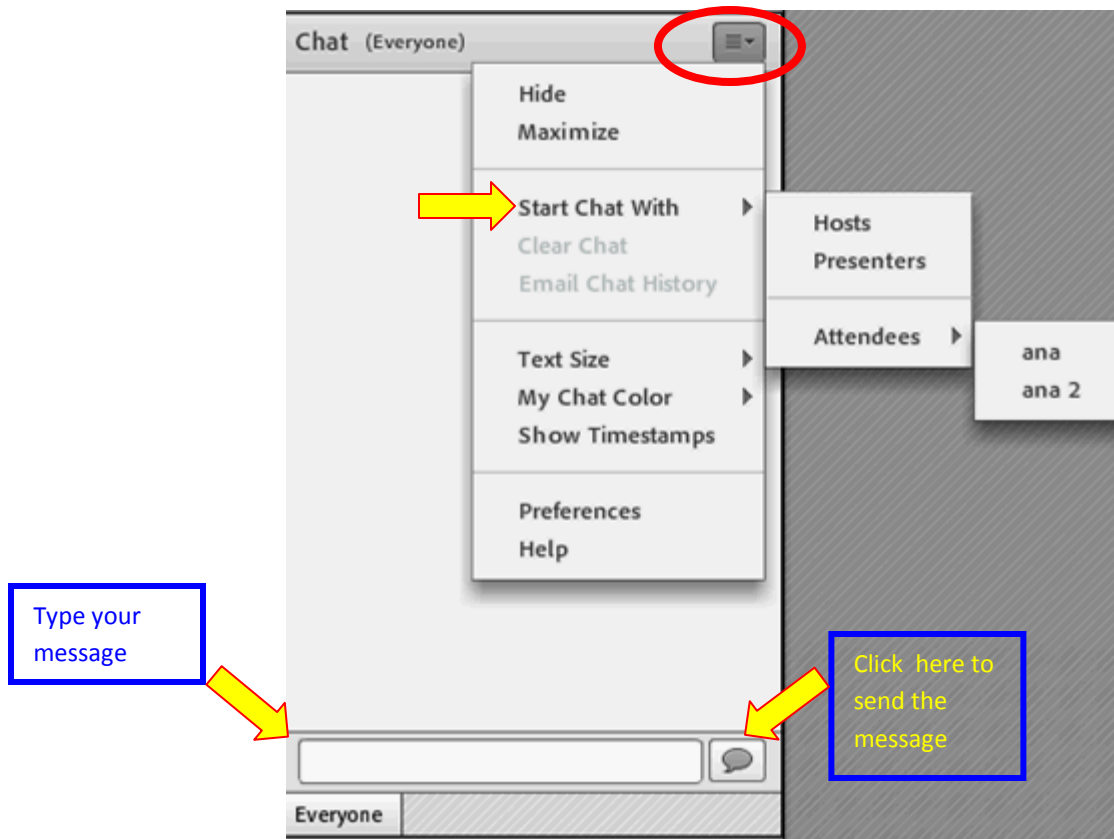 Chat (Everyone)
Hide
Maximize
Start Chat With
Clear Chat
Email Chat History
Text Size
My Chat Color
Show Timestamps
Preferences
Help
Hosts
Presenters
Attendees
ana
ana 2
Type your
message
Click here to
send the
message
Everyone